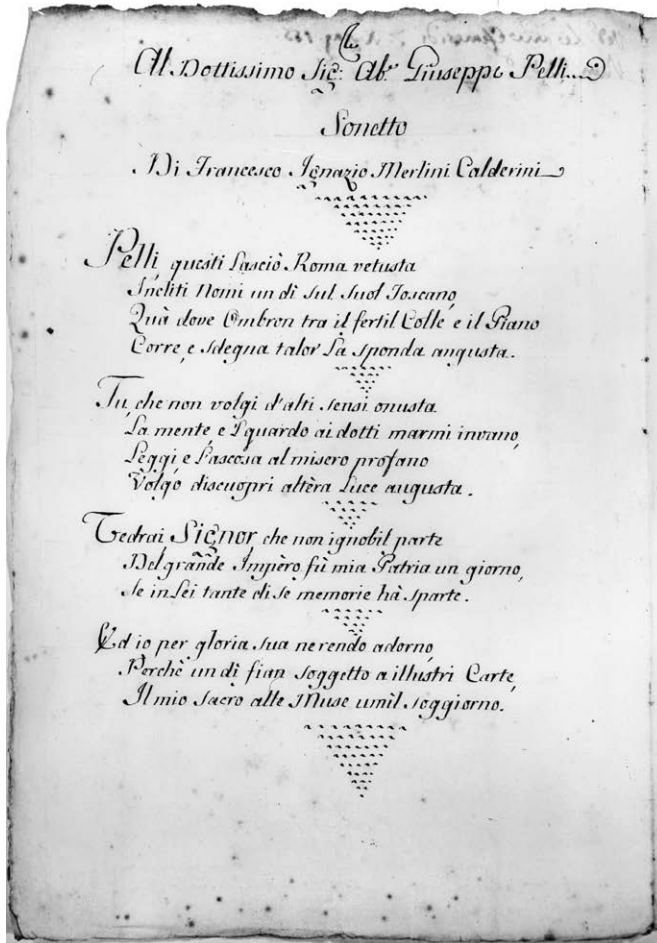 Al Dottissimo Sig: Ab.e Giuseppe Pelli
Sonetto
Di Francesco Ignazio Merlini Calderini
Pelli, questi lasciò Roma vetusta
Incliti Nomi un dì sul suol Toscano,
Quà dove Ombron tra il fertil Colle e il Piano
Corre, e sdegna talor la sponda angusta.
Tu, che non volgi d'alti sensi onusta
La mente, e 'l guardo ai dotti marmi invano,
Leggi e l'ascosa al misero profano
Volgo discuopri altèra luce augusta.
Vedrai Signor che non ignobil parte
Del grande Impèro fù mia Patria un giorno,
Se in lei tante di se memorie hà sparte.
Ed io per gloria sua ne rendo adorno,
Perchè un dì fian soggetto a illustri Carte,
Il mio sacro alle Muse umìl soggiorno.